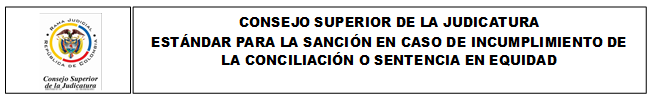 RAMA JUDICIAL
REPÚBLICA DE COLOMBIA
Consejo Superior
de la Judicatura
CONSEJO SUPERIOR DE LA JUDICATURA
ESTÁNDAR PARA LA SANCIÓN EN CASO DE INCUMPLIMIENTO DE
LA CONCILIACIÓN O SENTENCIA EN EQUIDAD